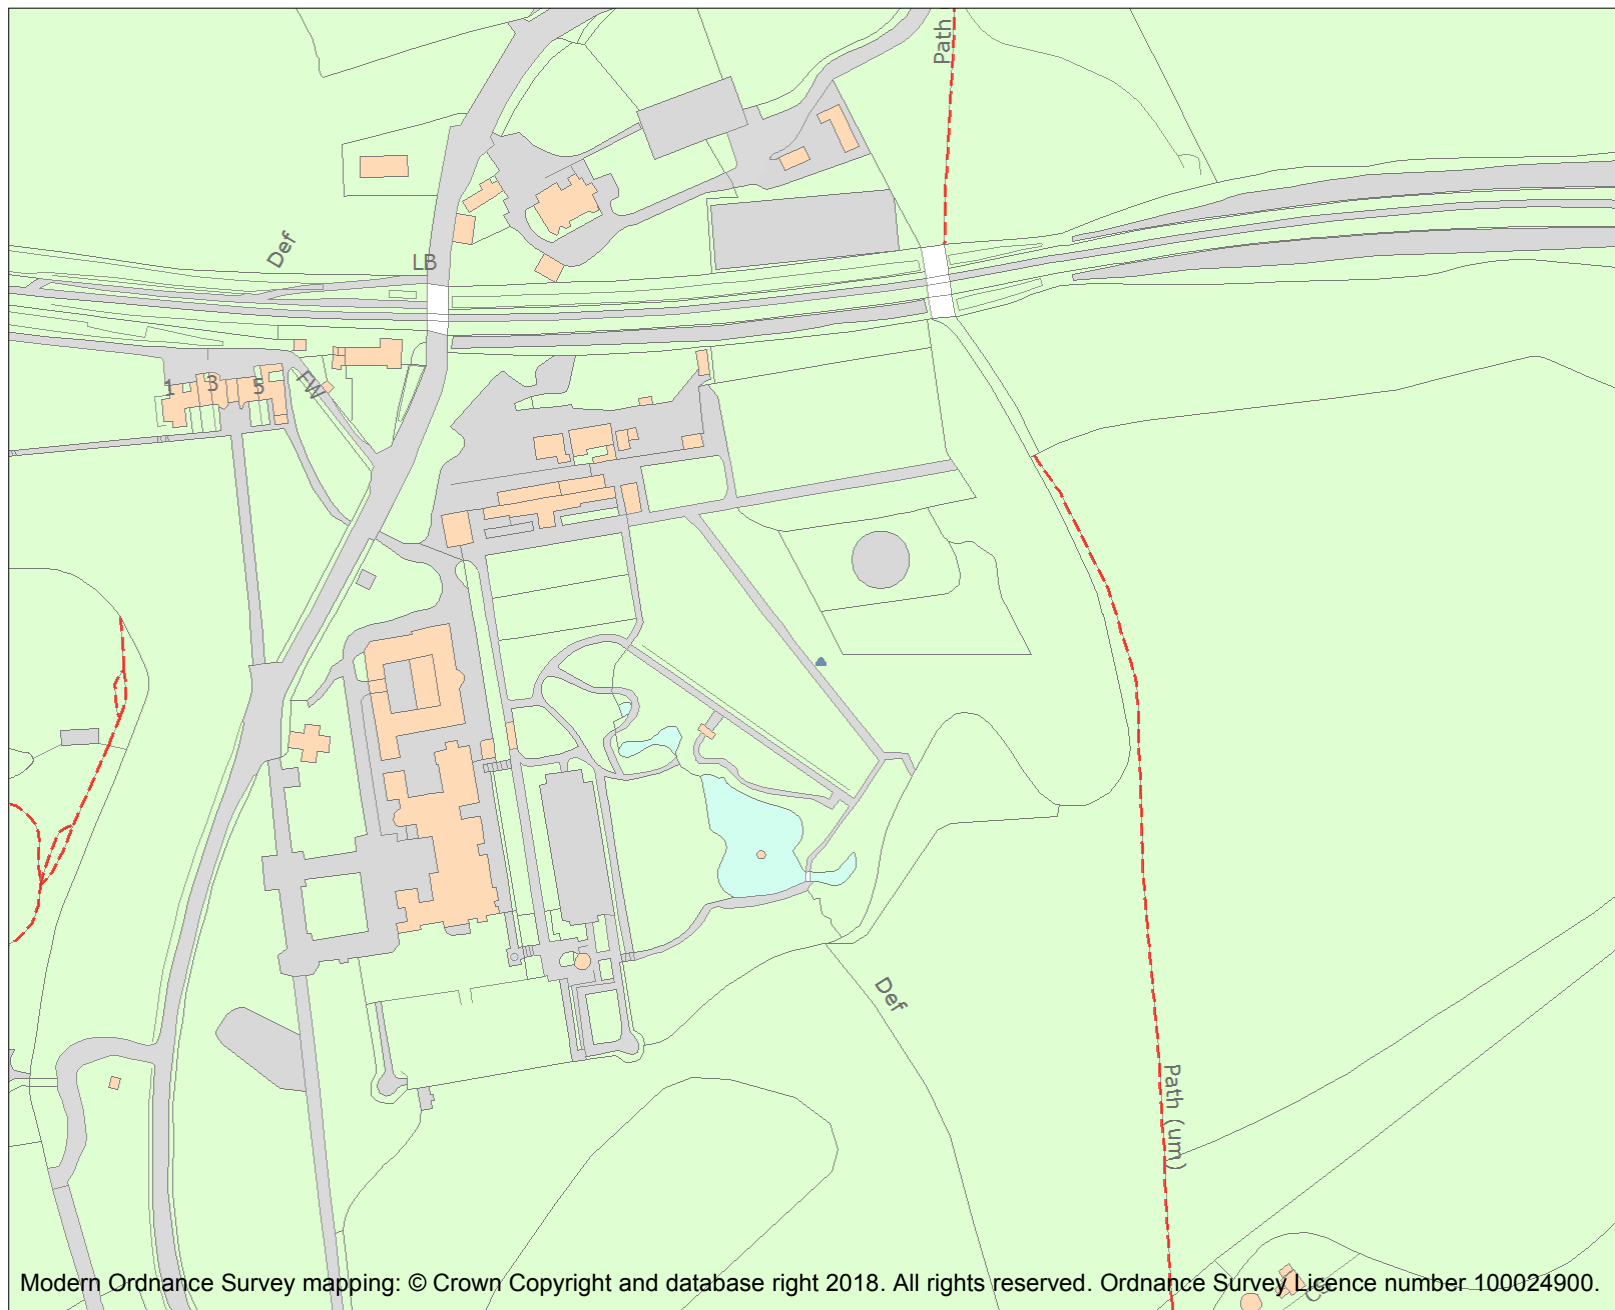 Path
Def
LB
1
3
5
FW
Def
Path (um)
Modern Ordnance Survey mapping: © Crown Copyright and database right 2018. All rights reserved. Ordnance Survey Licence number 100024900.